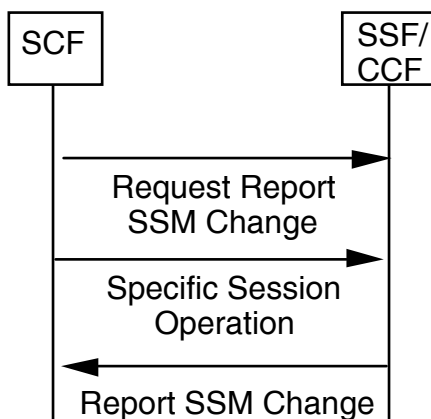 SCF
SSF/
CCF
Request Report
SSM Change
Specific Session
Operation
Report SSM Change